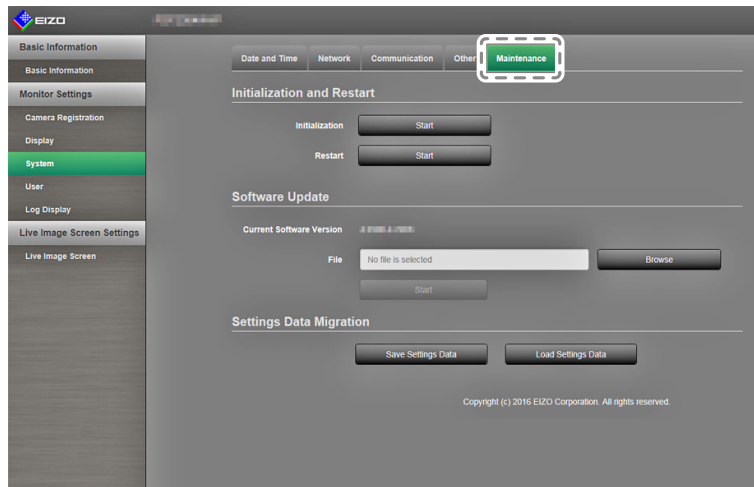 EIZO
Basic Information
Basic Information
Monitor Settings
Camera Registration
Display
System
User
Log Display
Live Image Screen Settings
Live Image Screen
Date and Time Network Communication Other Maintenance
Initialization and Restart
Initialization Start
Restart Start
Software Update
Current Software Version
File No file is selected Browse
Start
Settings Data Migration
Save Settings Data Load Settings Data
Copyright (c) 2016 EIZO Corporation. All rights reserved.